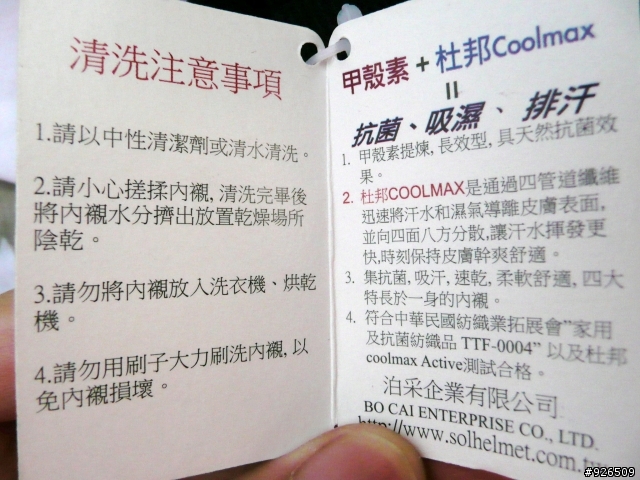 清洗注意事項
1.請以中性清潔劑或清水清洗。
2.請小心搓揉內襯, 清洗完畢後
將內襯水分擠出放置乾燥場所
陰乾。
3.請勿將內襯放入洗衣機、烘乾
機。
4.請勿用刷子大力刷洗內襯, 以
免內襯損壞。
甲殼素 + 杜邦Coolmax
=
抗菌、吸濕、排汗
1. 甲殼素提煉, 長效型, 具天然抗菌效
果。
2. 杜邦COOLMAX是通過四管道纖維
迅速將汗水和濕氣導離皮膚表面,
並向四面八方分散,讓汗水揮發更
快,時刻保持皮膚幹爽舒適。
3. 集抗菌, 吸汗, 速乾, 柔軟舒適, 四大
特長於一身的內襯。
4. 符合中華民國紡織業拓展會"家用
及抗菌紡織品 TTF-0004" 以及杜邦
coolmax Active測試合格。
泊采企業有限公司
BO CAI ENTERPRISE CO., LTD.
http://www.solhelmet.com.tw
#926509